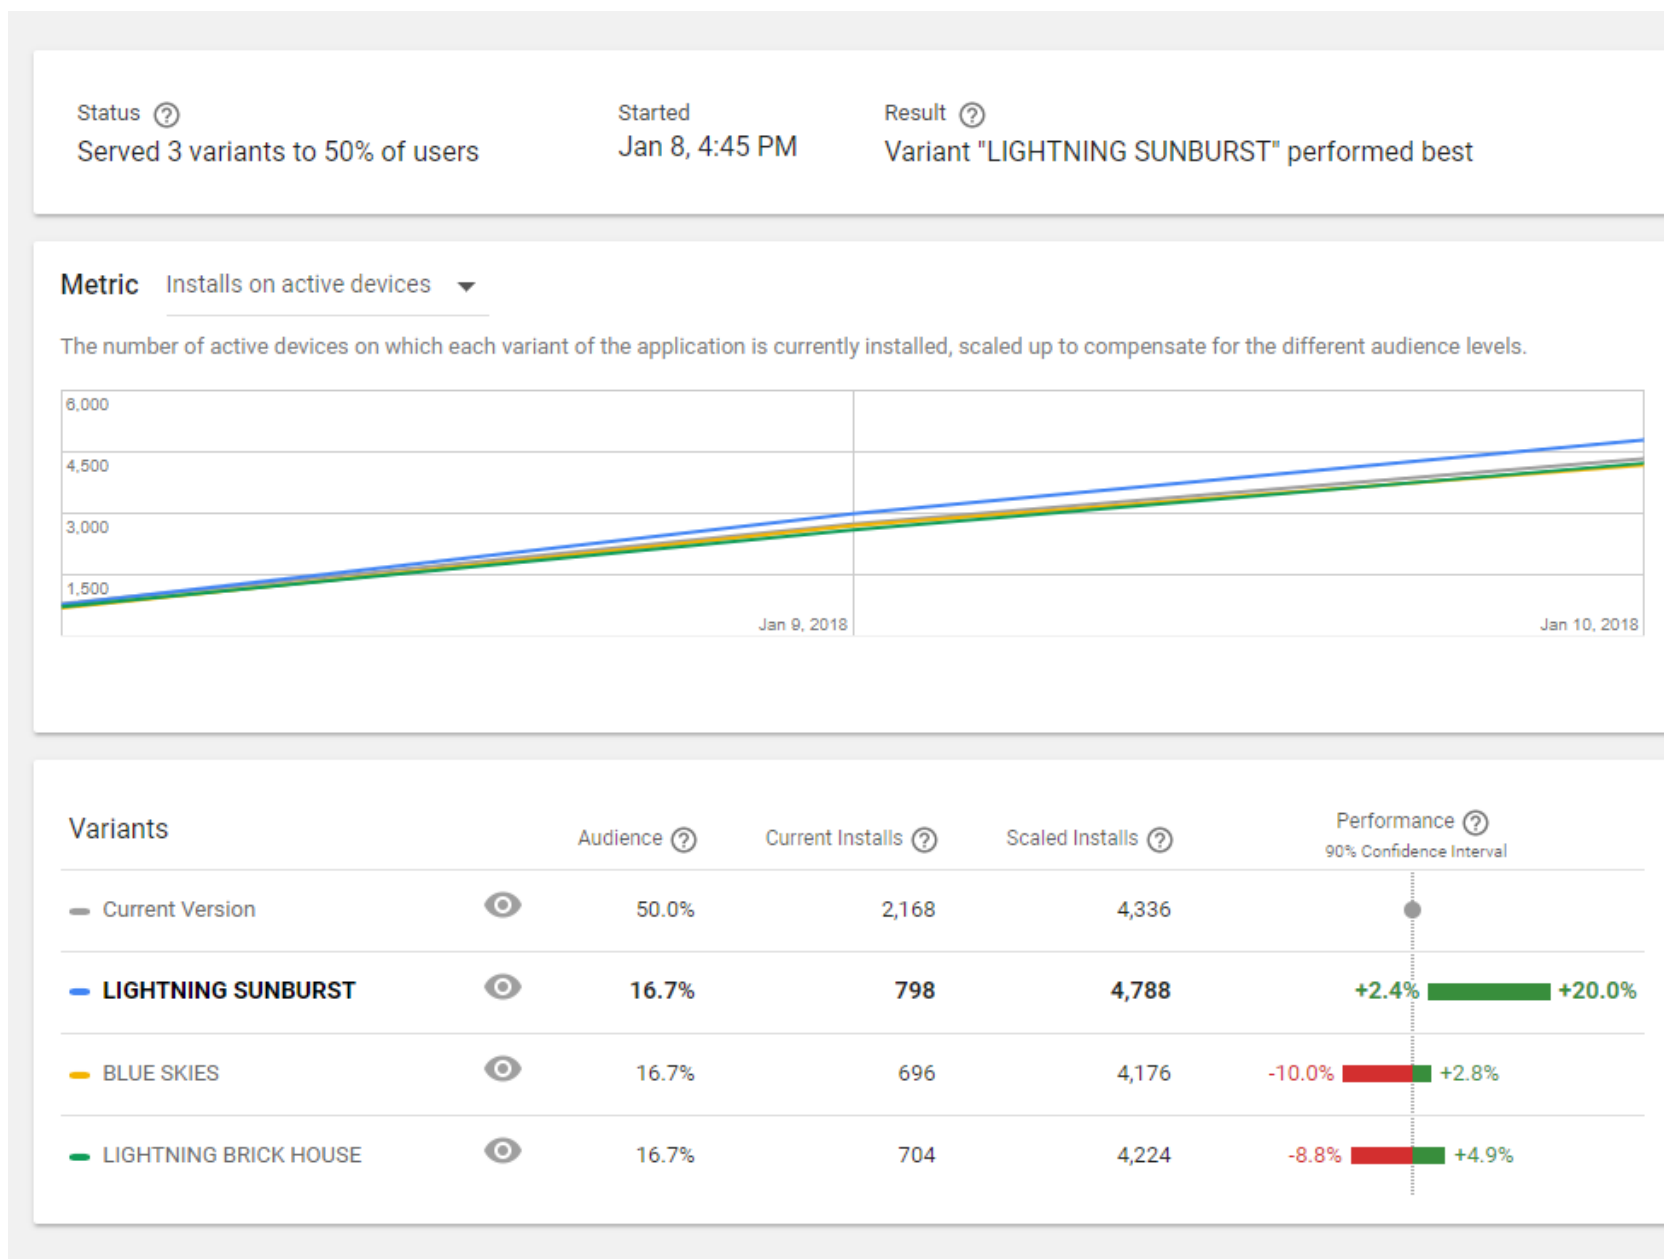 Status ?
Started
Result ?
Served 3 variants to 50% of users
Jan 8, 4:45 PM
Variant "LIGHTNING SUNBURST" performed best
Metric Installs on active devices
The number of active devices on which each variant of the application is currently installed, scaled up to compensate for the different audience levels.
6,000
4,500
3,000
1,500
Jan 9, 2018
Jan 10, 2018
Variants
Audience ?
Current Installs ?
Scaled Installs ?
Performance ?
90% Confidence Interval
Current Version 50.0% 2,168 4,336
LIGHTNING SUNBURST 16.7% 798 4,788 +2.4% +20.0%
BLUE SKIES 16.7% 696 4,176 -10.0% +2.8%
LIGHTNING BRICK HOUSE 16.7% 704 4,224 -8.8% +4.9%